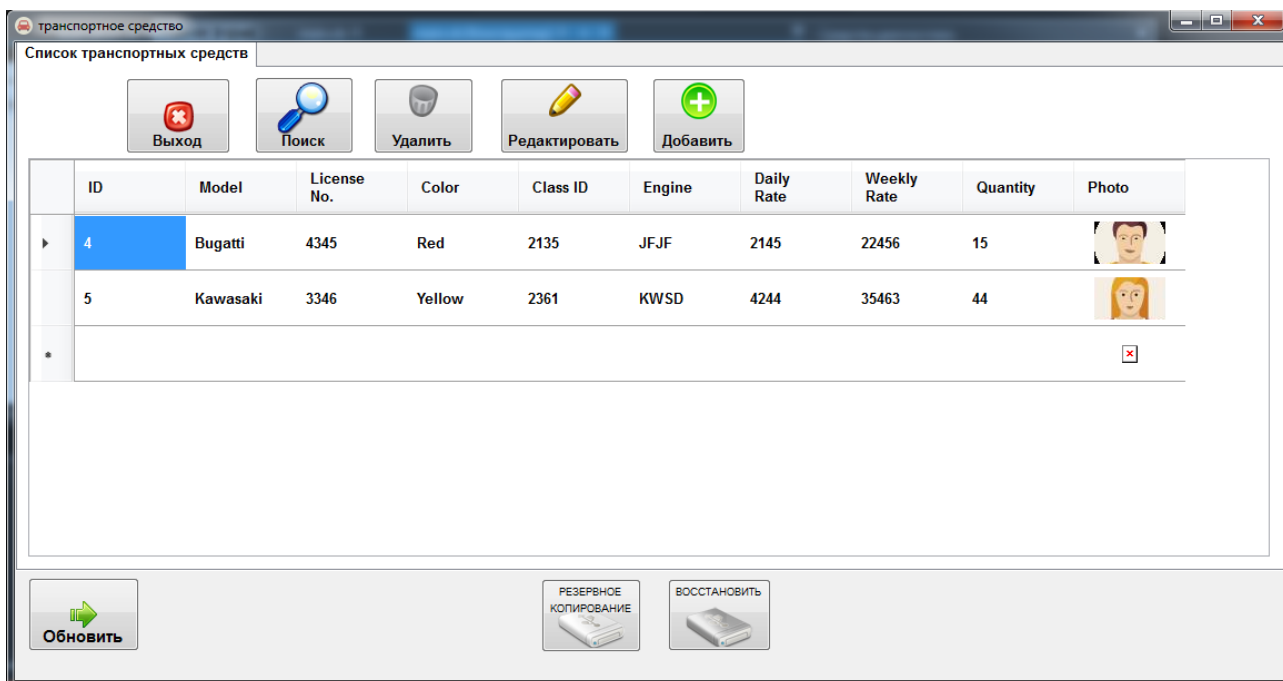 транспортное средство
Список транспортных средств
Выход Поиск Удалить Редактировать Добавить
ID Model License No. Color Class ID Engine Daily Rate Weekly Rate Quantity Photo
4 Bugatti 4345 Red 2135 JFJF 2145 22456 15
5 Kawasaki 3346 Yellow 2361 KWSD 4244 35463 44
РЕЗЕРВНОЕ КОПИРОВАНИЕ ВОССТАНОВИТЬ
Обновить